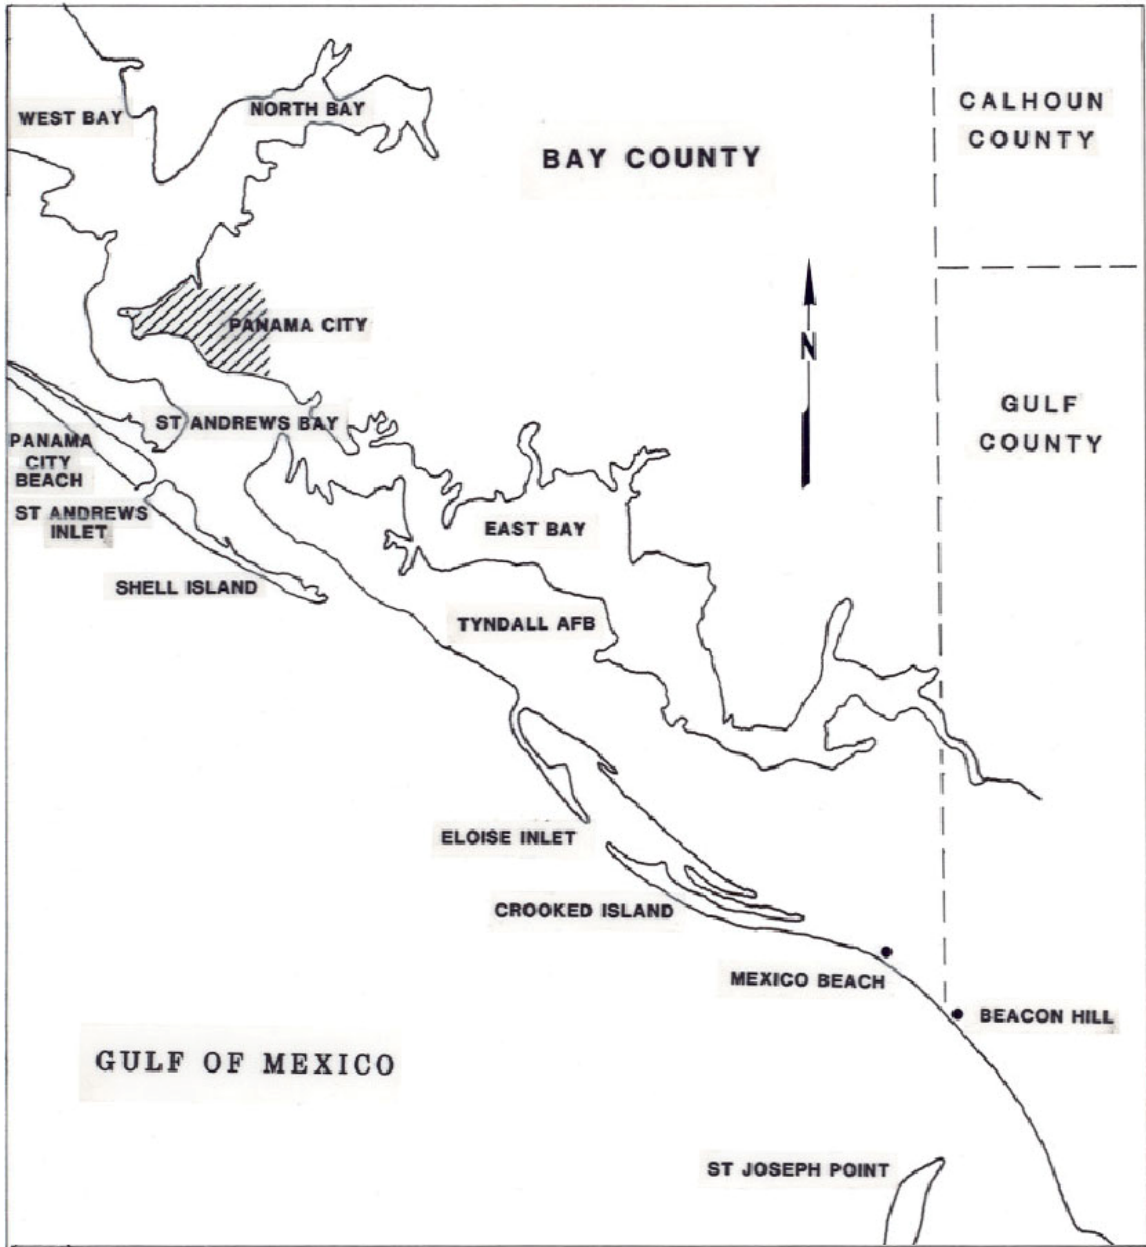 WEST BAY
NORTH BAY
BAY COUNTY
CALHOUN
COUNTY
PANAMA CITY
N
GULF
COUNTY
ST ANDREWS BAY
PANAMA
CITY
BEACH
ST ANDREWS
INLET
EAST BAY
SHELL ISLAND
TYNDALL AFB
ELOISE INLET
CROOKED ISLAND
MEXICO BEACH
BEACON HILL
GULF OF MEXICO
ST JOSEPH POINT